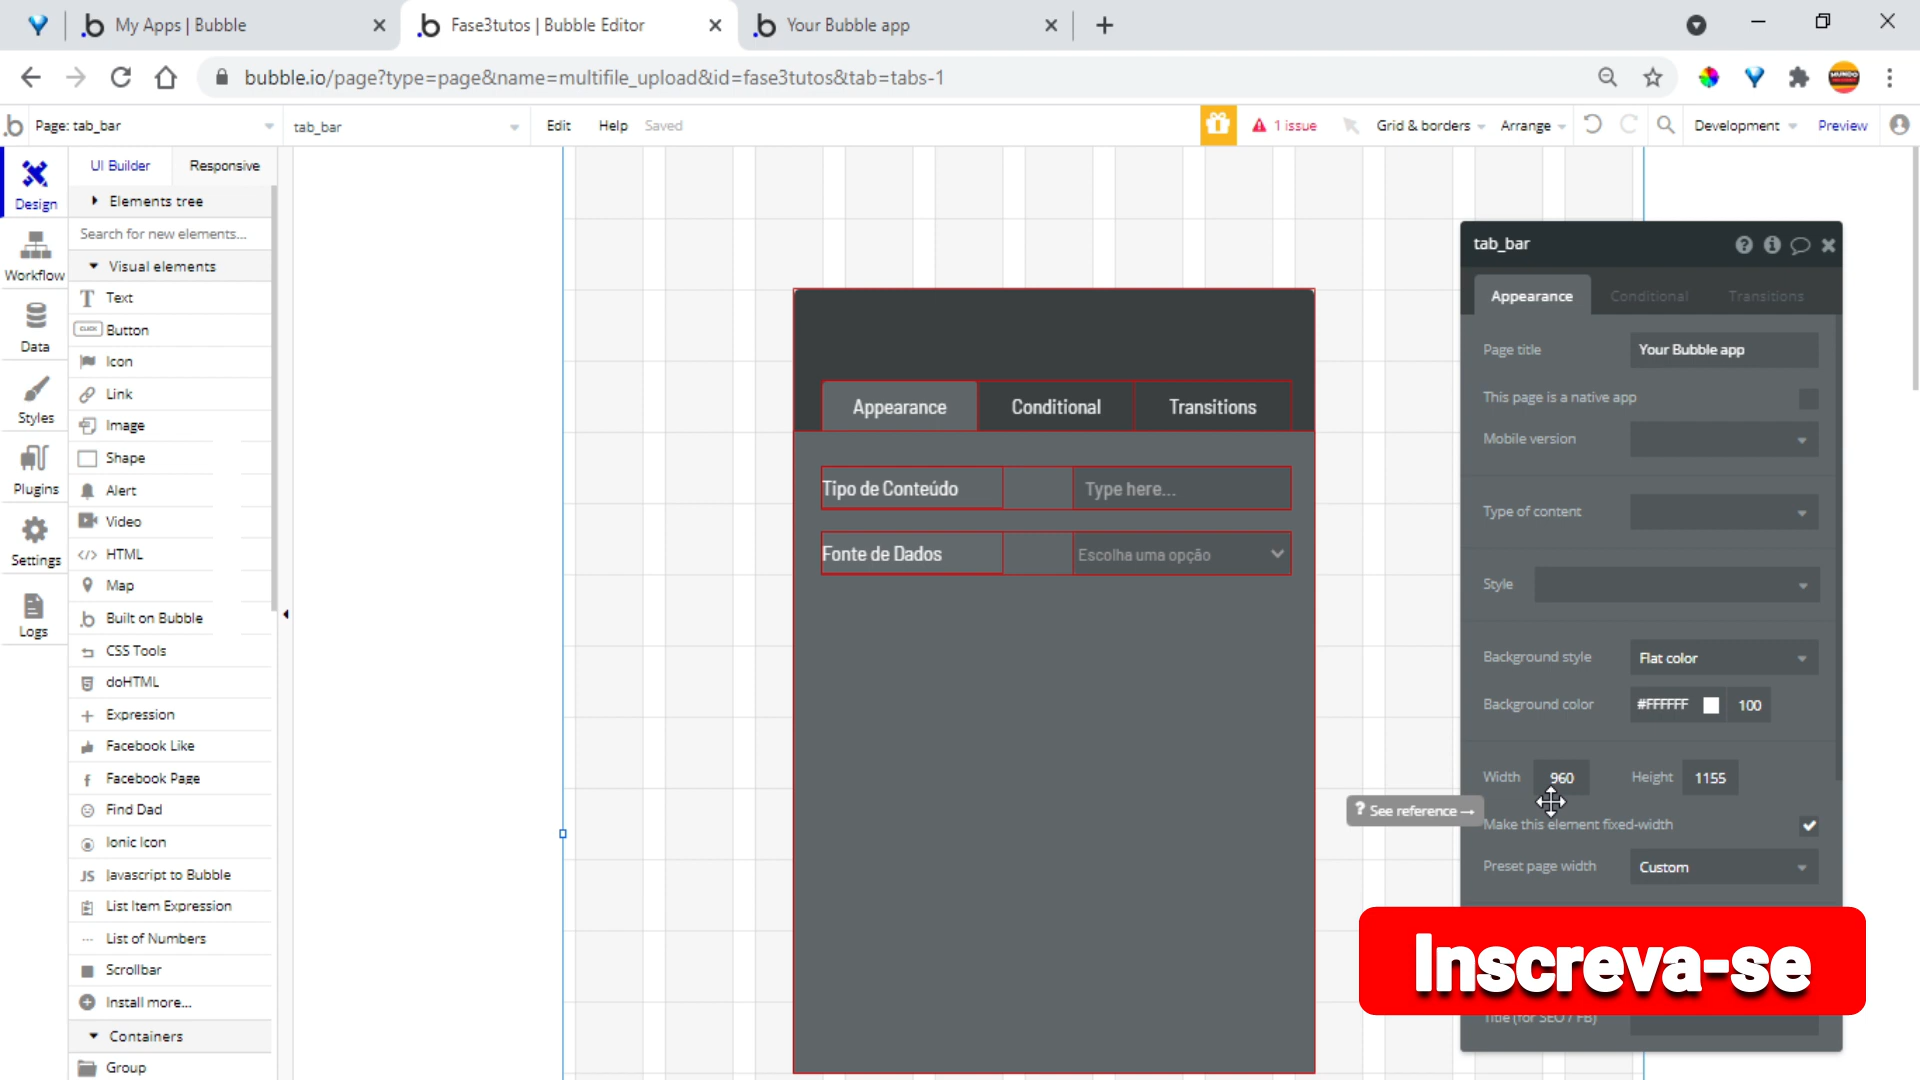 My Apps | Bubble
Fase3tutos | Bubble Editor
Your Bubble app
bubble.io/page?type=page&name=multifile_upload&id=fase3tutos&tab=tabs-1
Page: tab_bar
tab_bar
Edit
Help
Saved
1 issue
Grid & borders
Arrange
Development
Preview
Design
Workflow
Data
Styles
Plugins
Settings
Logs
UI Builder
Responsive
Elements tree
Search for new elements...
Visual elements
Text
CLICK Button
Icon
Link
Image
Shape
Alert
Video
HTML
Map
Built on Bubble
CSS Tools
doHTML
Expression
Facebook Like
Facebook Page
Find Dad
Ionic Icon
JS Javascript to Bubble
List Item Expression
List of Numbers
Scrollbar
Install more...
Containers
Group
Appearance
Conditional
Transitions
Tipo de Conteúdo
Type here...
Fonte de Dados
Escolha uma opção
tab_bar
Appearance
Conditional
Transitions
Page title
Your Bubble app
This page is a native app
Mobile version
Type of content
Style
Background style
Flat color
Background color
#FFFFFF
100
Width
960
Height
1155
? See reference →
Make this element fixed-width
Preset page width
Custom
Inscreva-se
Title (for SEO / FB)